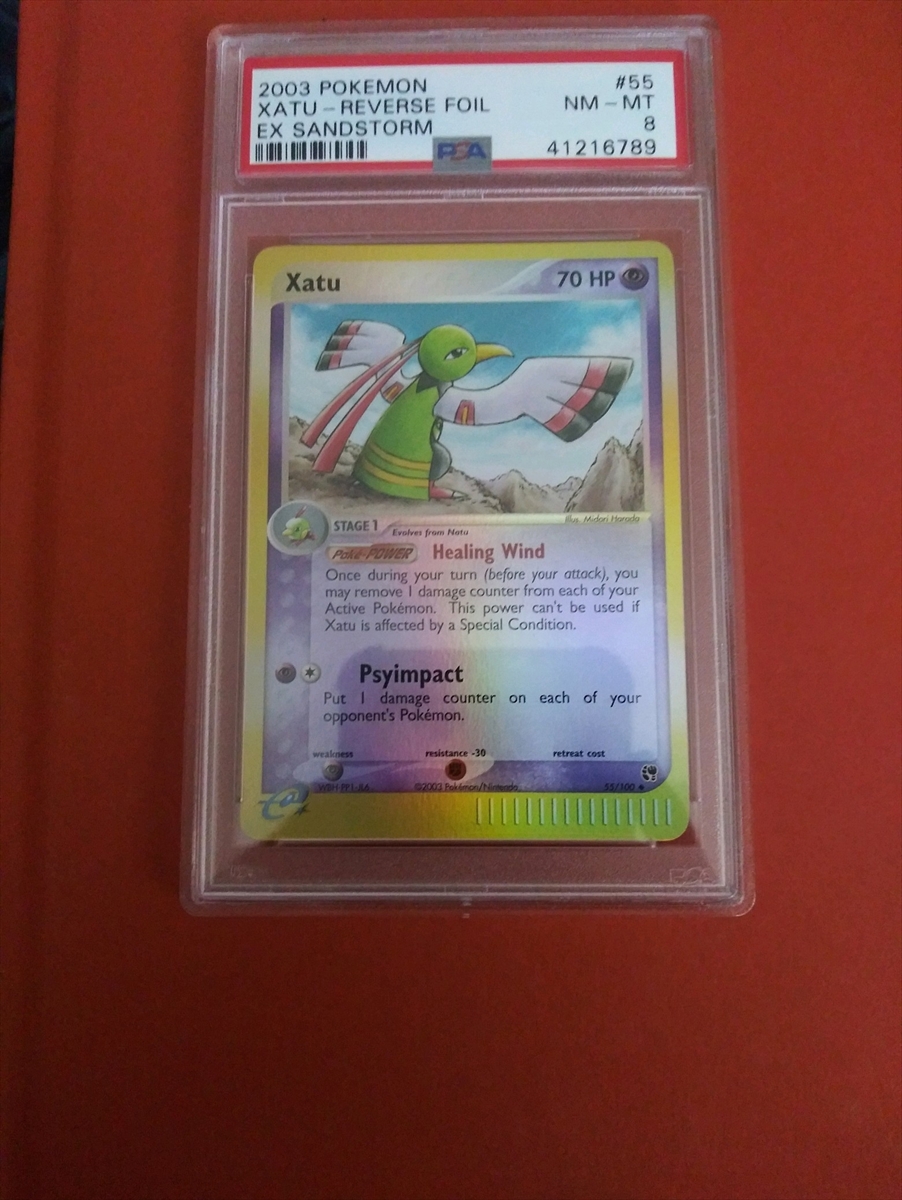 2003 POKEMON #55
XATU - REVERSE FOIL NM - MT
EX SANDSTORM 8
PSA 41216789
Xatu 70 HP
Illus. Midori Harada
STAGE 1 Evolves from Natu
Poké-POWER Healing Wind
Once during your turn (before your attack), you
may remove 1 damage counter from each of your
Active Pokémon. This power can't be used if
Xatu is affected by a Special Condition.
Psyimpact
Put 1 damage counter on each of your
opponent's Pokémon.
weakness resistance -30 retreat cost
©2003 Pokémon/Nintendo 55/100
e